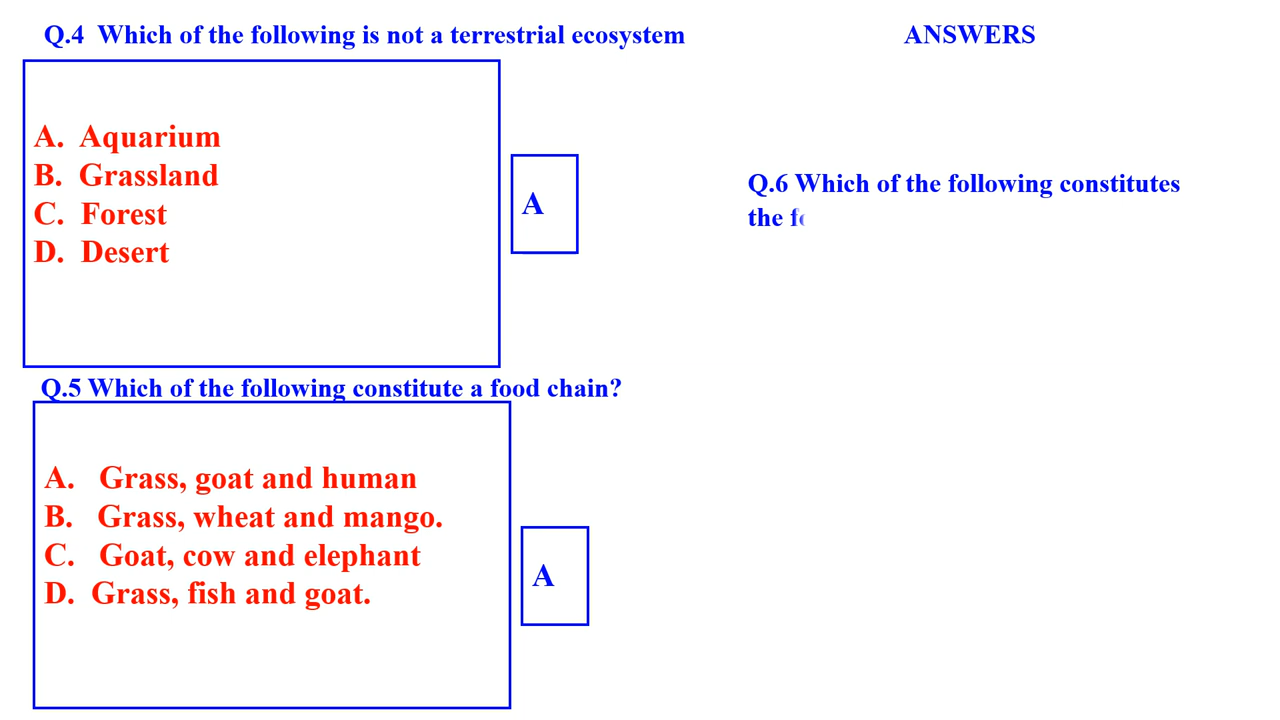 Q.4 Which of the following is not a terrestrial ecosystem
ANSWERS
A. Aquarium
B. Grassland
C. Forest
D. Desert
A
Q.5 Which of the following constitute a food chain?
A. Grass, goat and human
B. Grass, wheat and mango.
C. Goat, cow and elephant
D. Grass, fish and goat.
A
Q.6 Which of the following constitutes
the